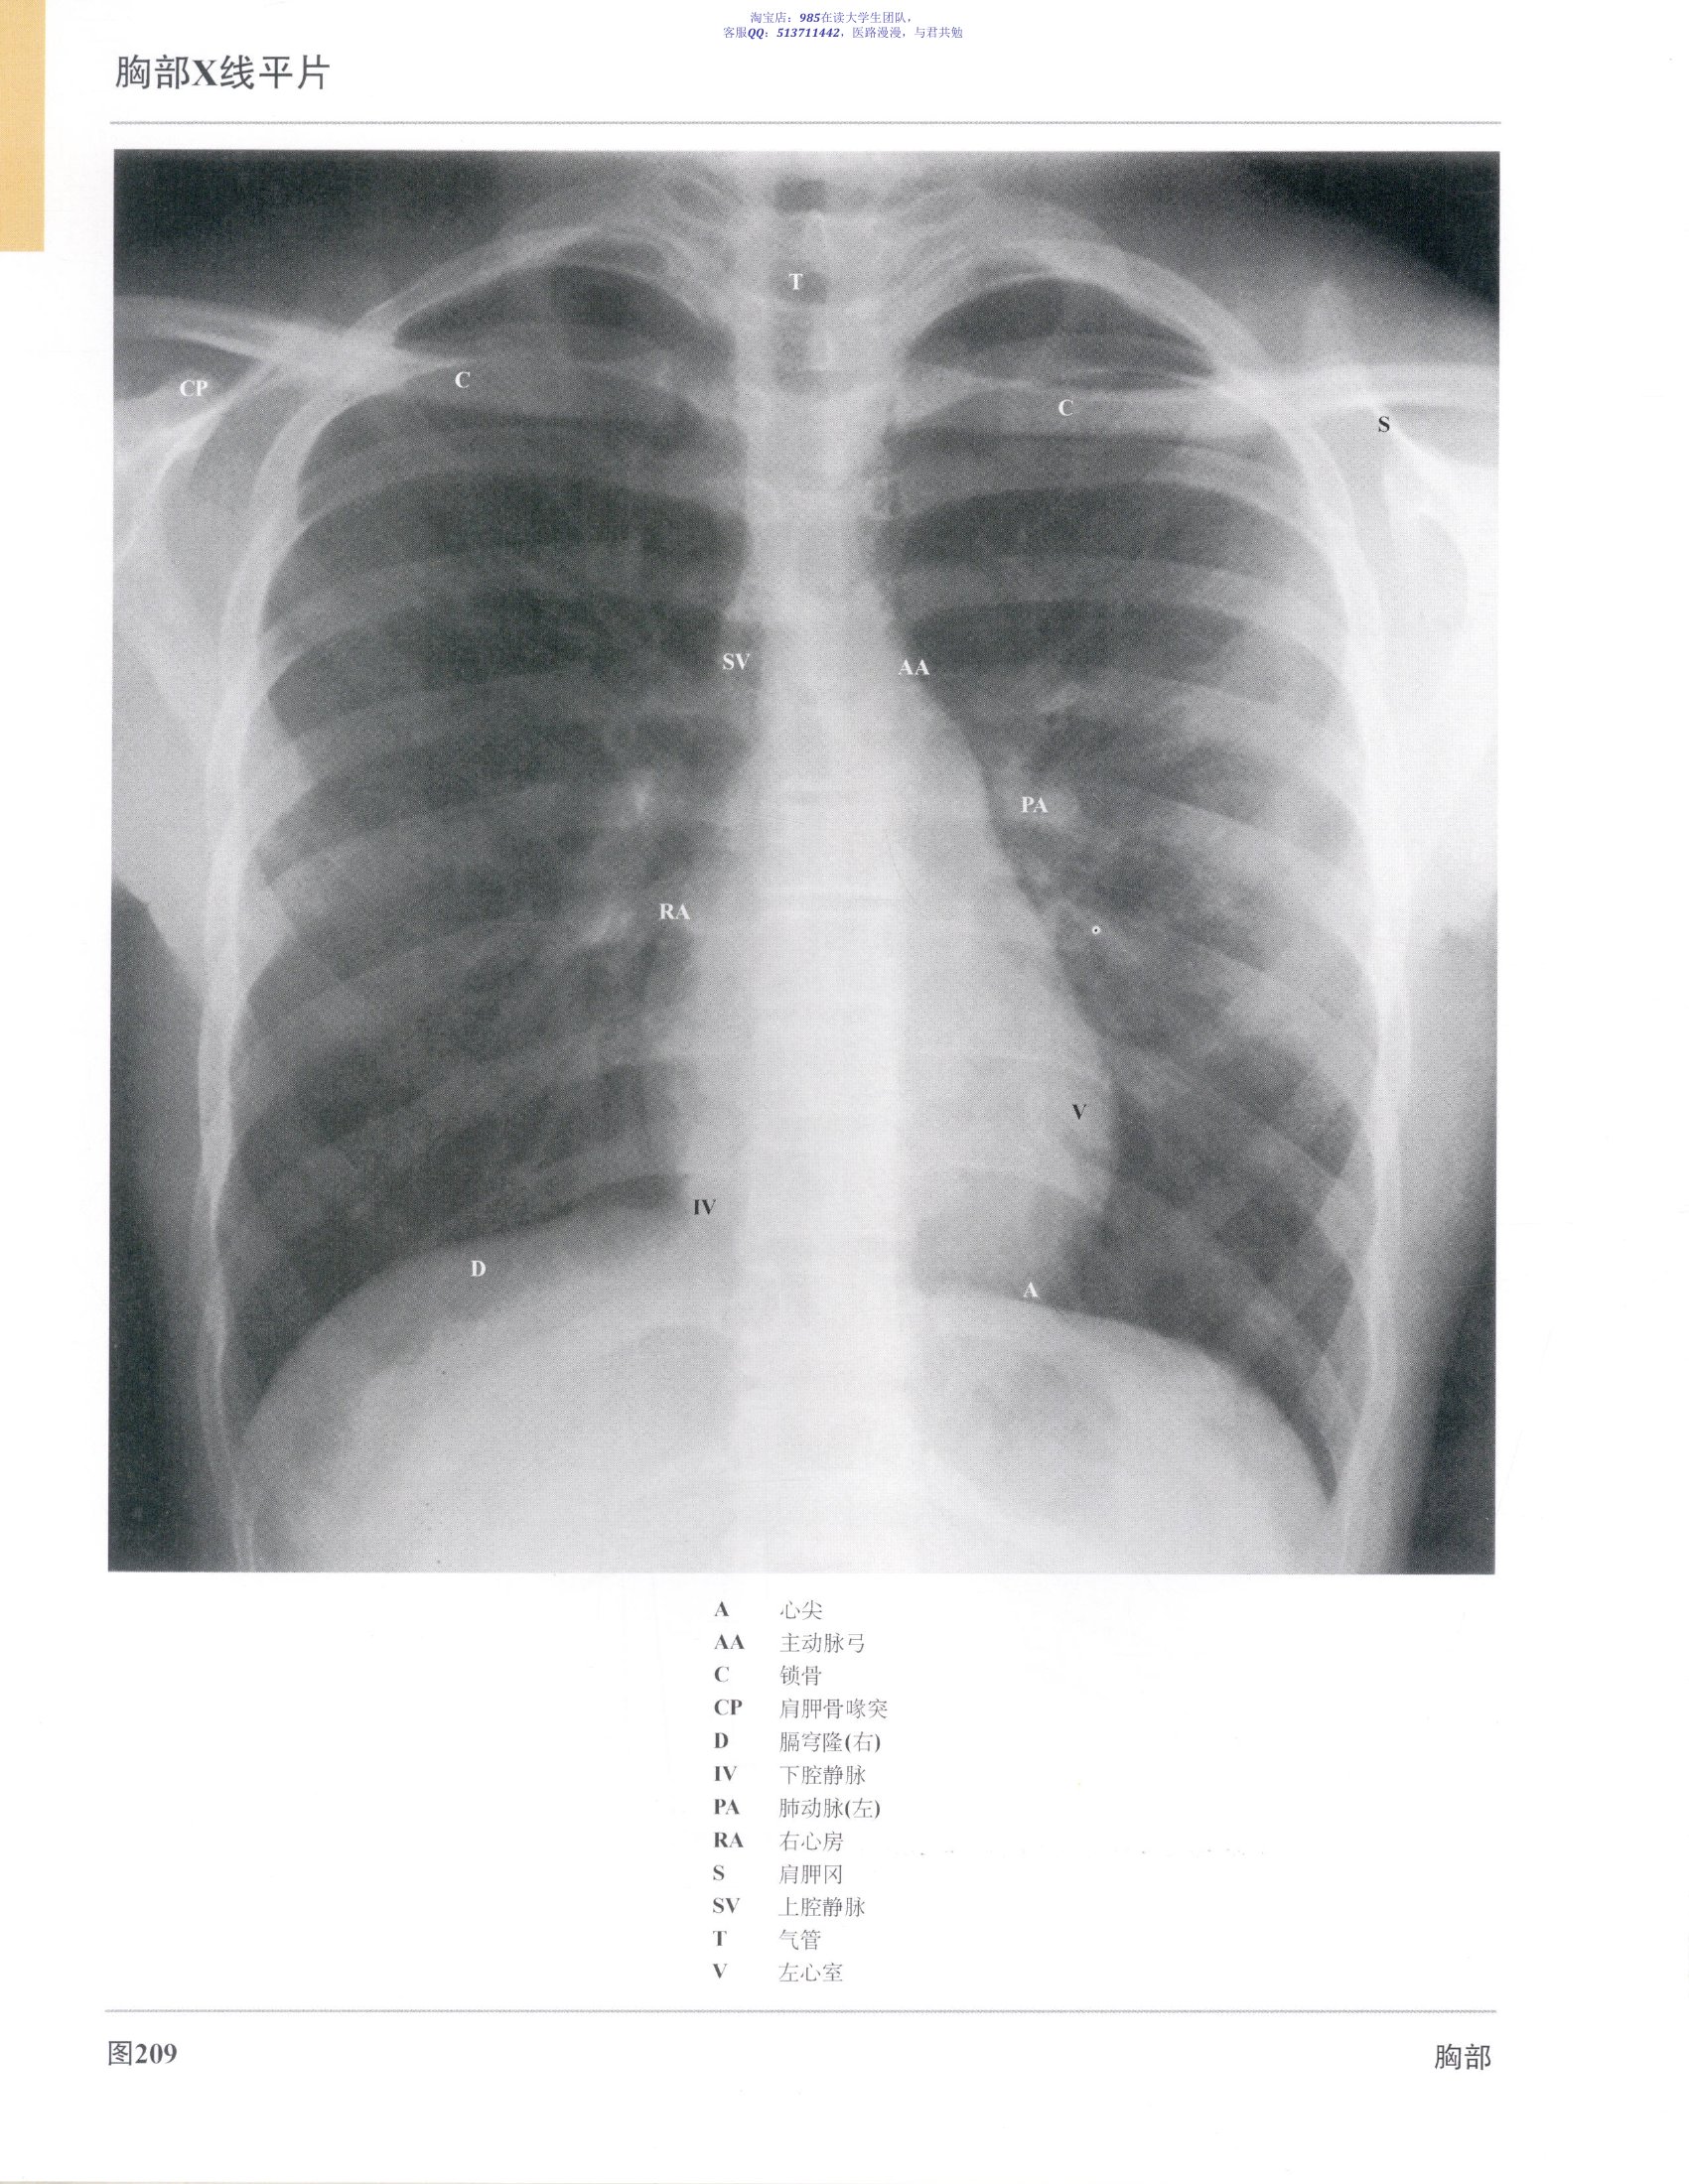 淘宝店：985在读大学生团队，
客服QQ：513711442，医路漫漫，与君共勉
胸部X线平片
T
CP
C
C
S
SV
AA
PA
RA
V
IV
D
A
A 心尖
AA 主动脉弓
C 锁骨
CP 肩胛骨喙突
D 膈穹隆(右)
IV 下腔静脉
PA 肺动脉(左)
RA 右心房
S 肩胛冈
SV 上腔静脉
T 气管
V 左心室
图209
胸部